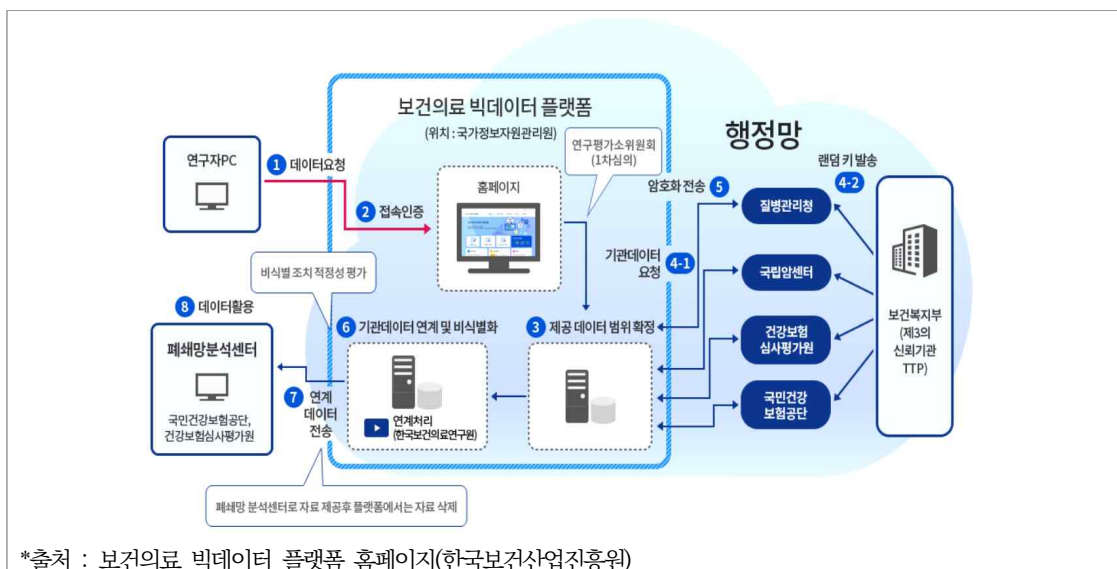 보건의료 빅데이터 플랫폼
(위치 : 국가정보자원관리원)
행정망
연구자PC
1 데이터요청
2 접속인증
홈페이지
연구평가소위원회
(1차심의)
암호화 전송 5
랜덤 키 발송
4-2
질병관리청
기관데이터
요청
4-1
국립암센터
건강보험
심사평가원
국민건강
보험공단
보건복지부
(제3의
신뢰기관
TTP)
비식별 조치 적정성 평가
3 제공 데이터 범위 확정
6 기관데이터 연계 및 비식별화
연계처리
(한국보건의료연구원)
7 연계
데이터
전송
8 데이터활용
폐쇄망분석센터
국민건강보험공단,
건강보험심사평가원
폐쇄망 분석센터로 자료 제공후 플랫폼에서는 자료 삭제
*출처 : 보건의료 빅데이터 플랫폼 홈페이지(한국보건산업진흥원)